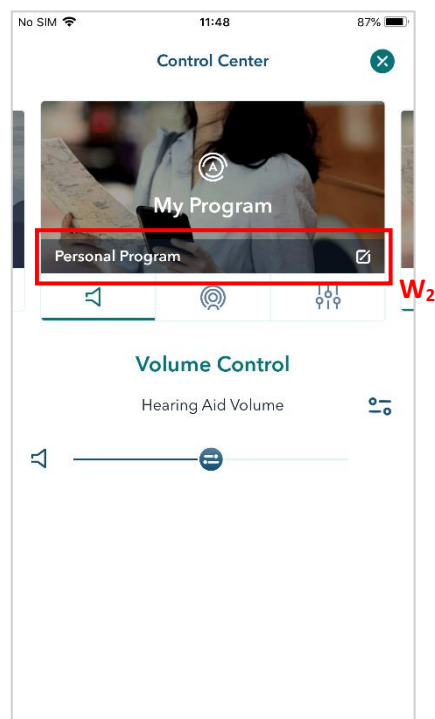 No SIM 11:48 87%
Control Center
A
My Program
Personal Program
W2
Volume Control
Hearing Aid Volume